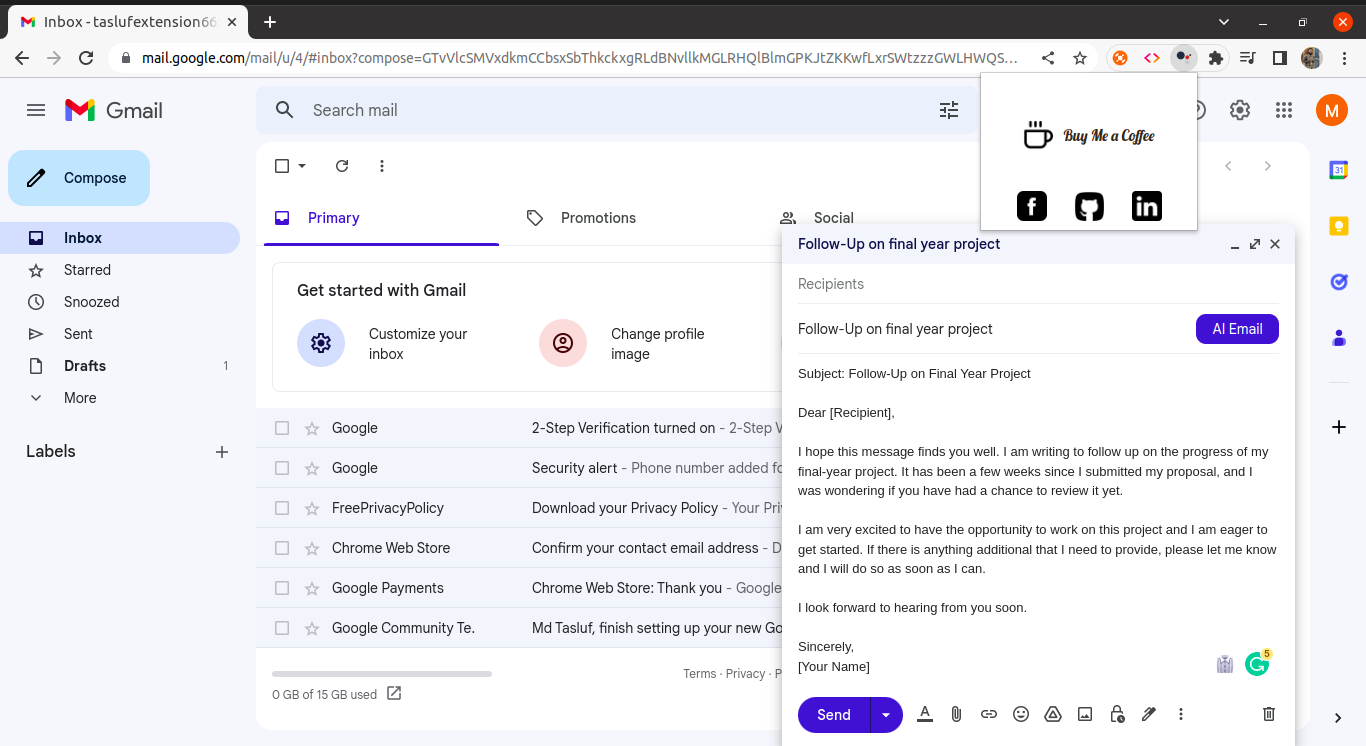 Inbox - taslufextension66
mail.google.com/mail/u/4/#inbox?compose=GTvVlcSMVxdkmCCbsxSbThkckxgRLdBNvllkMGLRHQlBlmGPKJtZKKwfLxrSWtzzzGWLHWQS…
Gmail
Search mail
M
Buy Me a Coffee
f
in
31
Compose
Inbox
Starred
Snoozed
Sent
Drafts 1
More
Labels
Primary
Promotions
Social
Get started with Gmail
Customize your
inbox
Change profile
image
Google 2-Step Verification turned on - 2-Step V
Google Security alert - Phone number added fo
FreePrivacyPolicy Download your Privacy Policy - Your Pri
Chrome Web Store Confirm your contact email address - D
Google Payments Chrome Web Store: Thank you - Google
Google Community Te. Md Tasluf, finish setting up your new Go
Terms · Privacy · P
0 GB of 15 GB used
Follow-Up on final year project
Recipients
Follow-Up on final year project
AI Email
Subject: Follow-Up on Final Year Project
Dear [Recipient],
I hope this message finds you well. I am writing to follow up on the progress of my
final-year project. It has been a few weeks since I submitted my proposal, and I
was wondering if you have had a chance to review it yet.
I am very excited to have the opportunity to work on this project and I am eager to
get started. If there is anything additional that I need to provide, please let me know
and I will do so as soon as I can.
I look forward to hearing from you soon.
Sincerely,
[Your Name]
5
Send